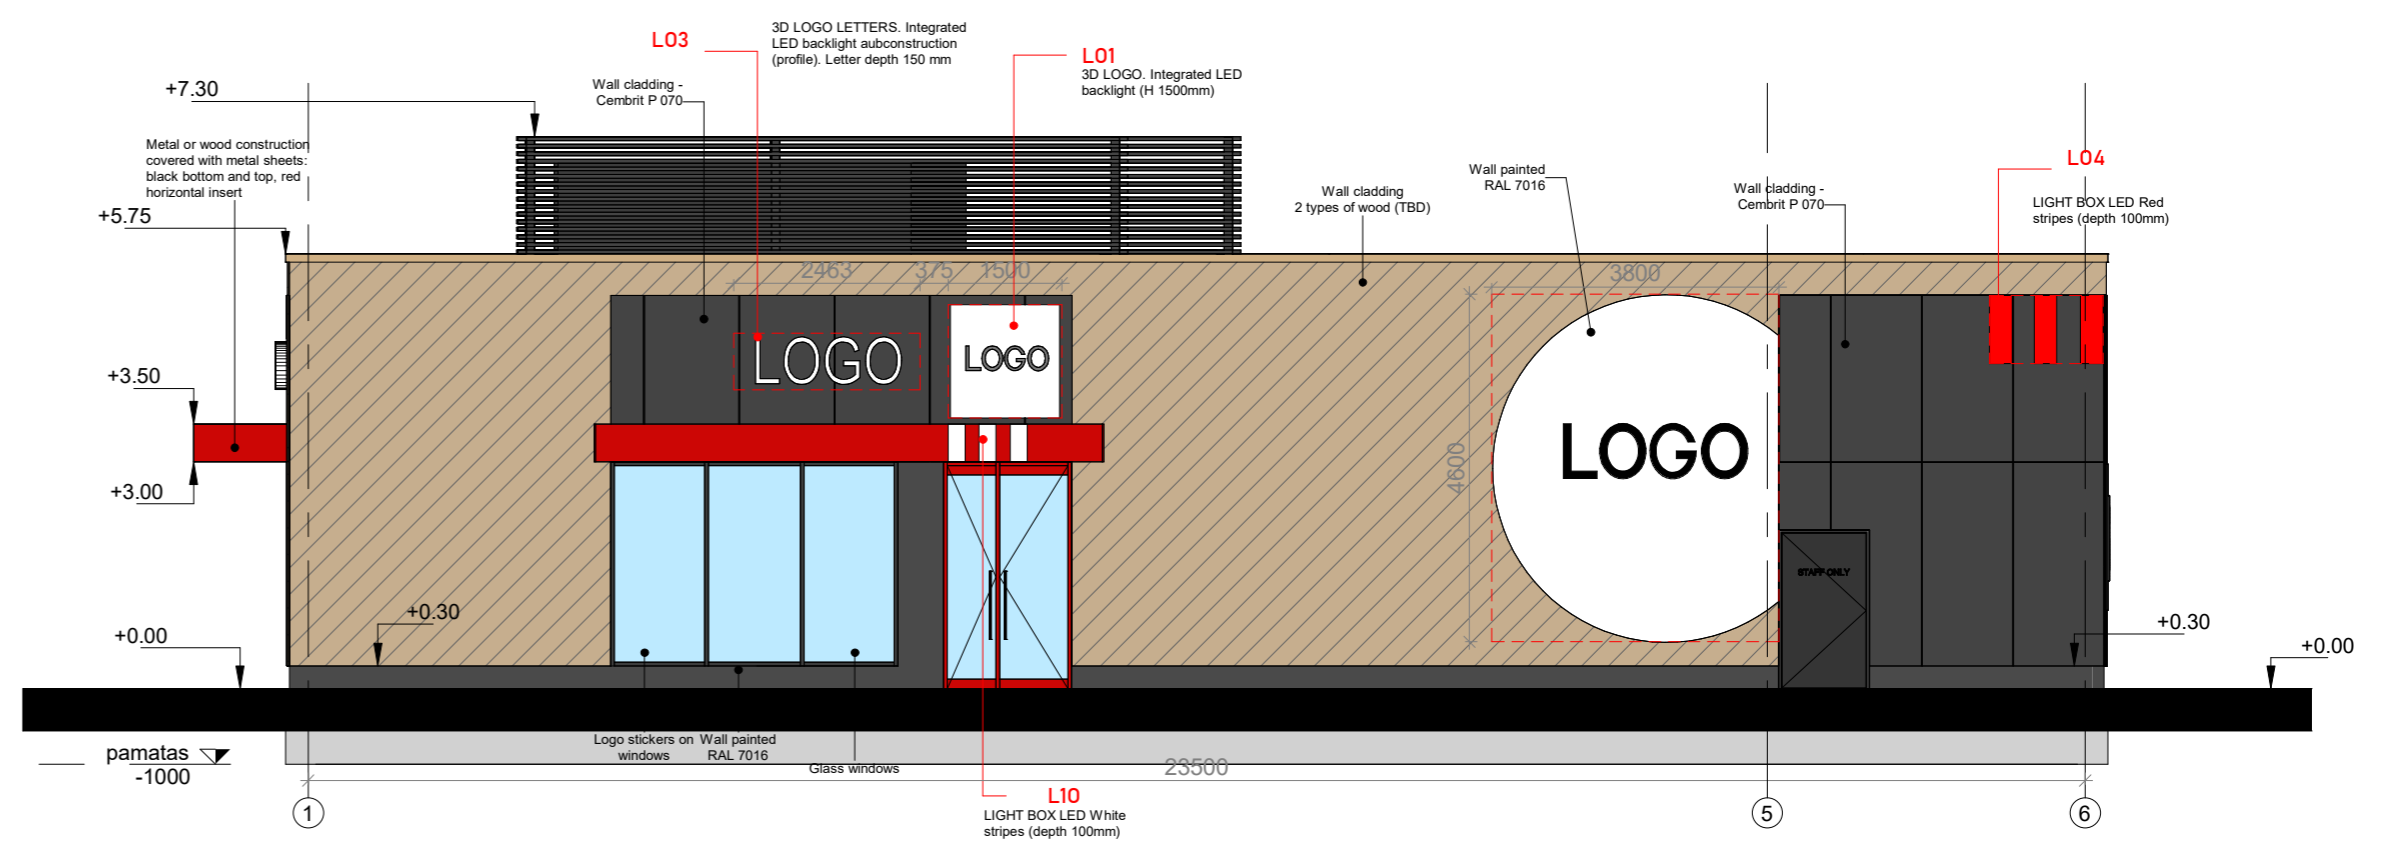 L03
3D LOGO LETTERS. Integrated
LED backlight aubconstruction
(profile). Letter depth 150 mm
L01
3D LOGO. Integrated LED
backlight (H 1500mm)
+7.30
Wall cladding -
Cembrit P 070
Metal or wood construction
covered with metal sheets:
black bottom and top, red
horizontal insert
Wall painted
RAL 7016
L04
Wall cladding
2 types of wood (TBD)
Wall cladding -
Cembrit P 070
LIGHT BOX LED Red
stripes (depth 100mm)
+5.75
2463
375
1500
3800
LOGO
LOGO
+3.50
4600
LOGO
+3.00
STAFF ONLY
+0.30
+0.00
+0.30
+0.00
Logo stickers on
windows
Wall painted
RAL 7016
Glass windows
pamatas
-1000
23500
L10
LIGHT BOX LED White
stripes (depth 100mm)
1
5
6